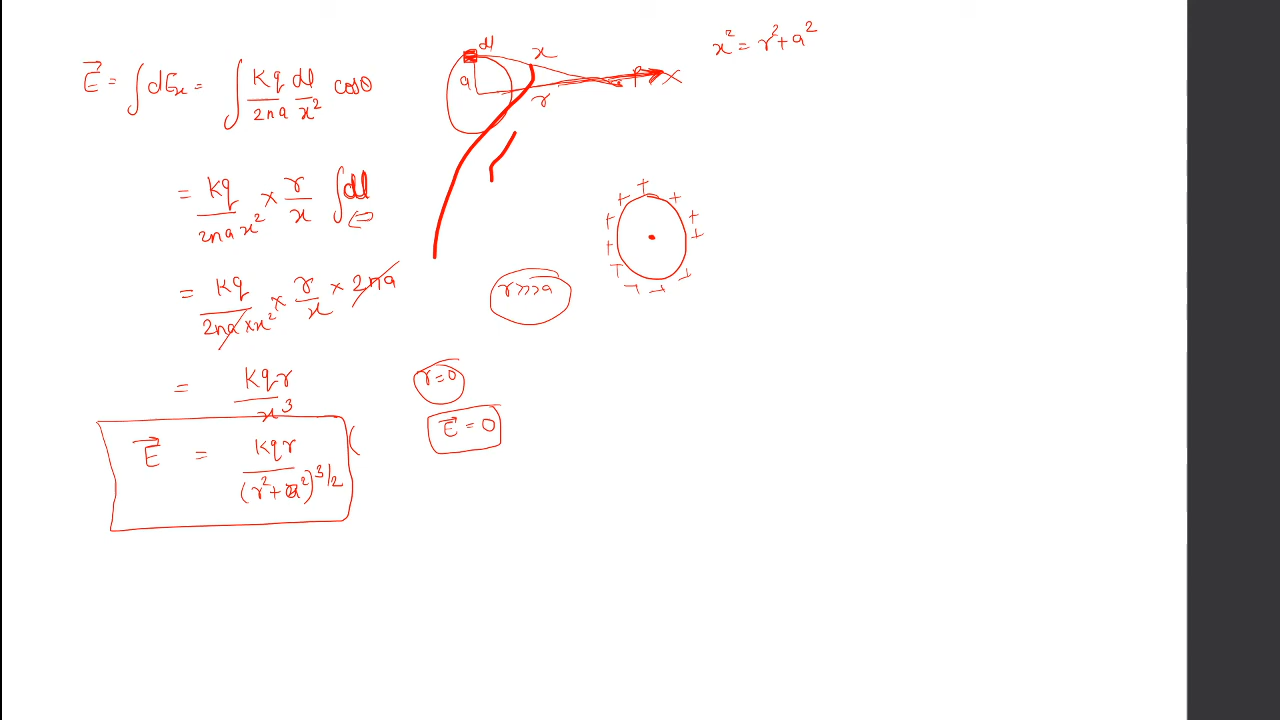 x² = r² + a²
dl
x
a
r
P
X
E⃗ = ∫ dEₓ = ∫ Kq/2πa dl/x² cosθ
= Kq/2πa x² × r/x ∫ dl
= Kq/2πa × x² × r/x × 2πa
r >>> a
+ + + + + + + + + + + + +
= Kqr/x³
r = 0
E⃗ = Kqr/(r² + a²)^3/2 (
E⃗ = 0